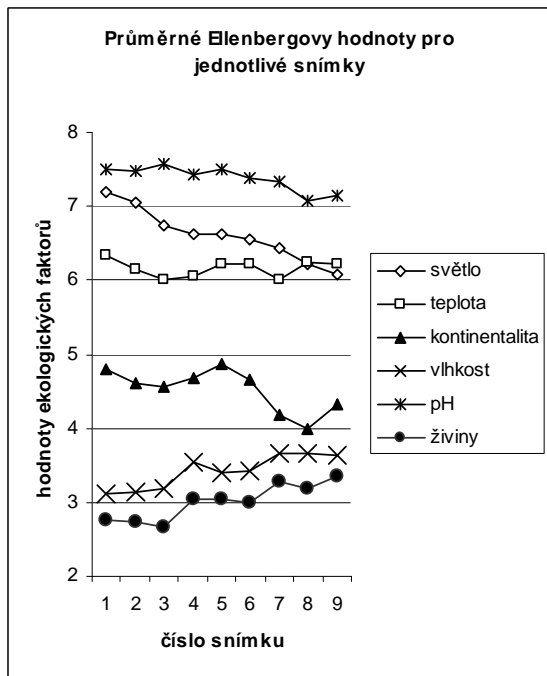 Průměrné Ellenbergovy hodnoty pro
jednotlivé snímky
hodnoty ekologických faktorů
8
7
6
5
4
3
2
1 2 3 4 5 6 7 8 9
číslo snímku
světlo
teplota
kontinentalita
vlhkost
pH
živiny